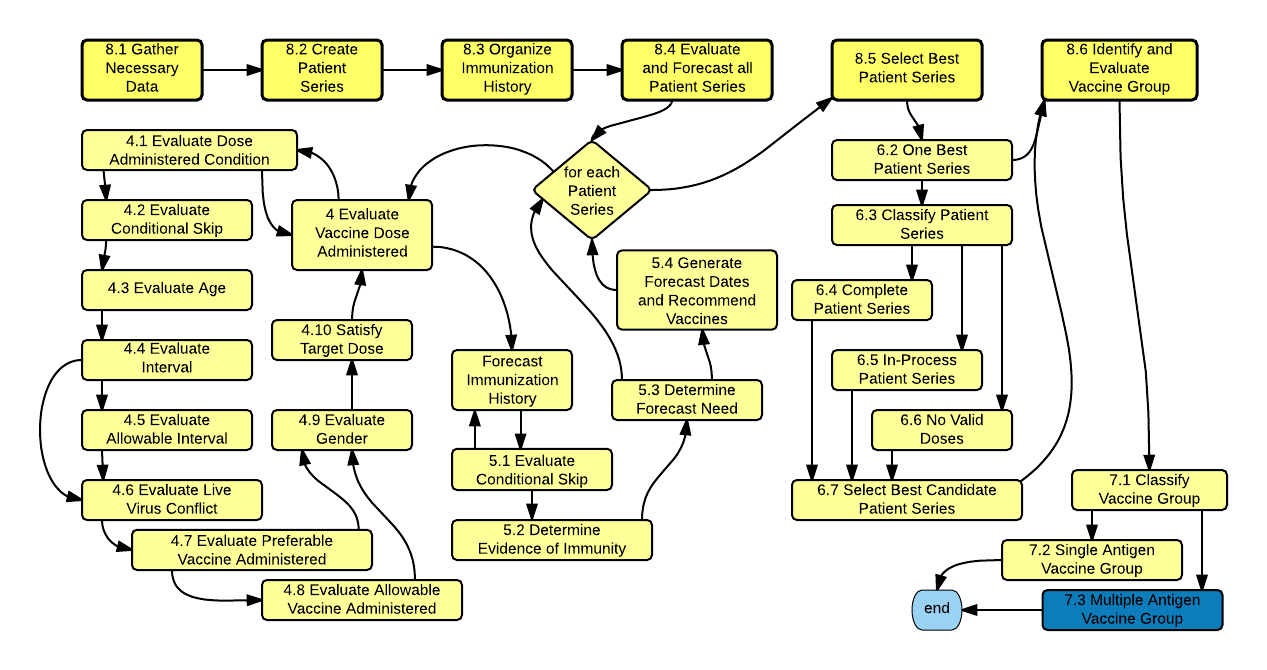 8.1 Gather
Necessary
Data
8.2 Create
Patient
Series
8.3 Organize
Immunization
History
8.4 Evaluate
and Forecast all
Patient Series
8.5 Select Best
Patient Series
8.6 Identify and
Evaluate
Vaccine Group
4.1 Evaluate Dose
Administered Condition
4.2 Evaluate
Conditional Skip
4.3 Evaluate Age
4.4 Evaluate
Interval
4.5 Evaluate
Allowable Interval
4.6 Evaluate Live
Virus Conflict
4.7 Evaluate Preferable
Vaccine Administered
4.8 Evaluate Allowable
Vaccine Administered
4.9 Evaluate
Gender
4.10 Satisfy
Target Dose
4 Evaluate
Vaccine Dose
Administered
for each
Patient
Series
Forecast
Immunization
History
5.1 Evaluate
Conditional Skip
5.2 Determine
Evidence of Immunity
5.3 Determine
Forecast Need
5.4 Generate
Forecast Dates
and Recommend
Vaccines
6.2 One Best
Patient Series
6.3 Classify Patient
Series
6.4 Complete
Patient Series
6.5 In-Process
Patient Series
6.6 No Valid
Doses
6.7 Select Best Candidate
Patient Series
7.1 Classify
Vaccine Group
7.2 Single Antigen
Vaccine Group
7.3 Multiple Antigen
Vaccine Group
end